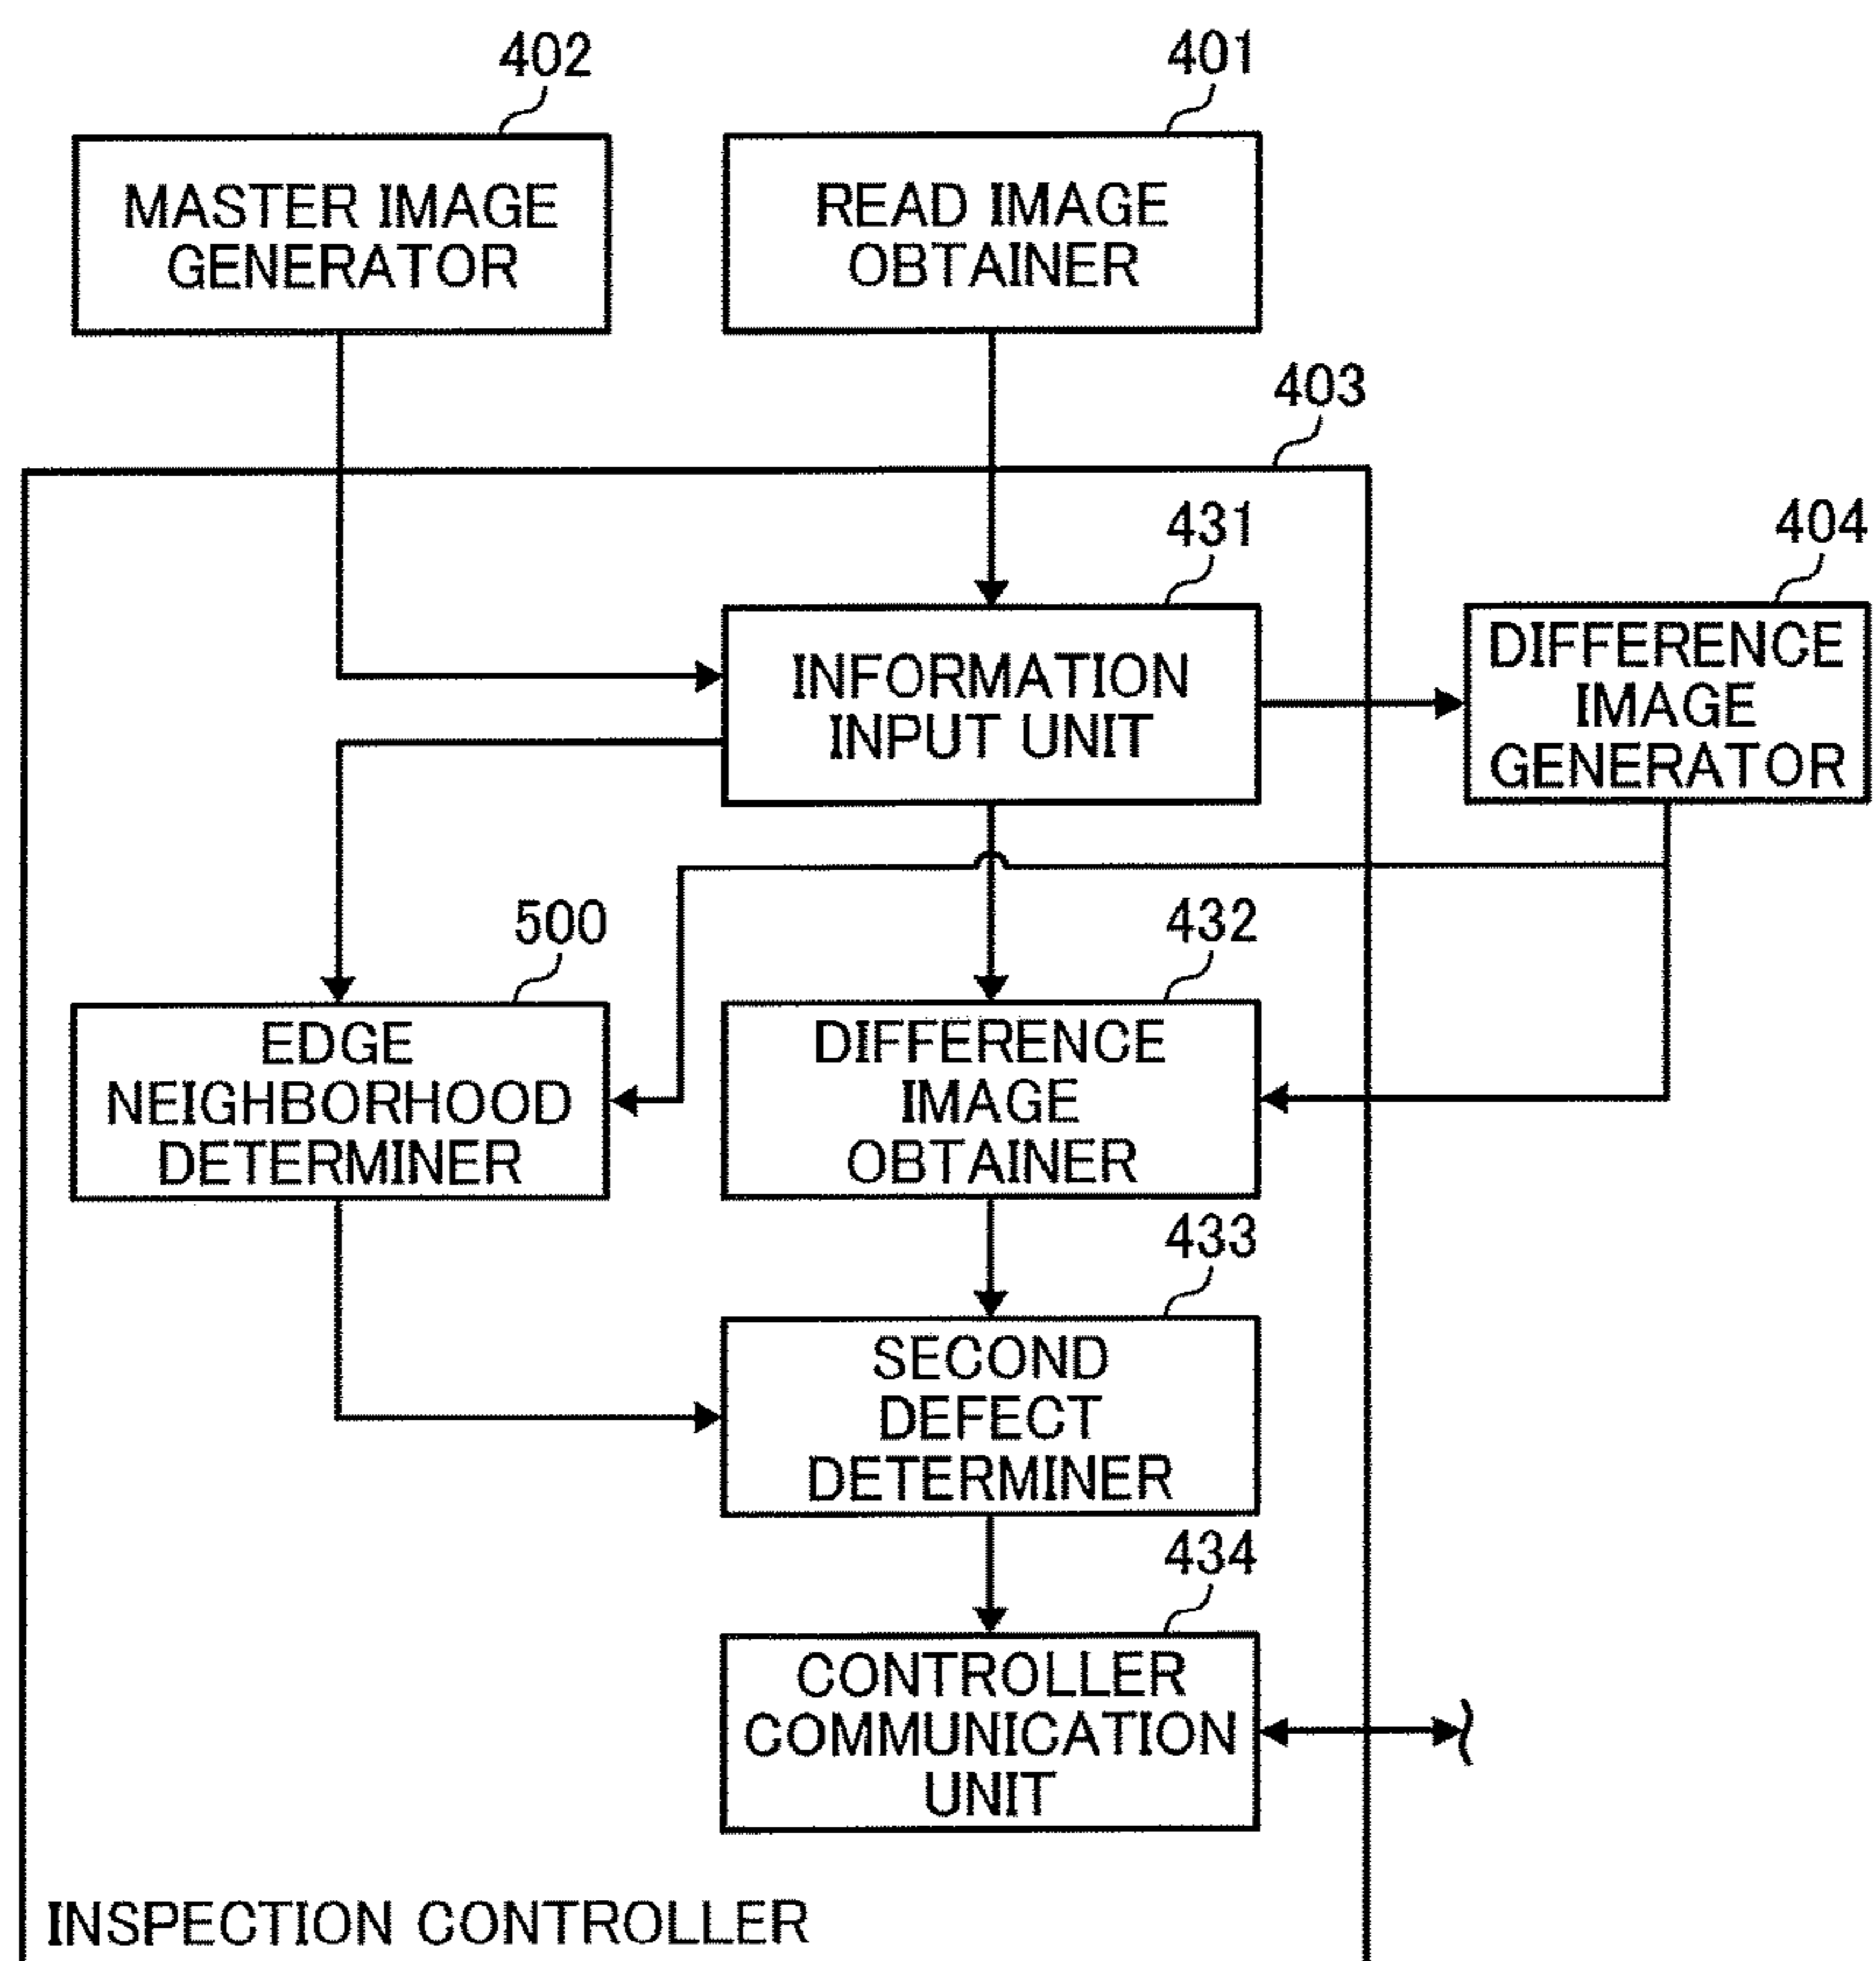 402
401
MASTER IMAGE
GENERATOR
READ IMAGE
OBTAINER
403
431
404
INFORMATION
INPUT UNIT
DIFFERENCE
IMAGE
GENERATOR
500
432
EDGE
NEIGHBORHOOD
DETERMINER
DIFFERENCE
IMAGE
OBTAINER
433
SECOND
DEFECT
DETERMINER
434
CONTROLLER
COMMUNICATION
UNIT
INSPECTION CONTROLLER